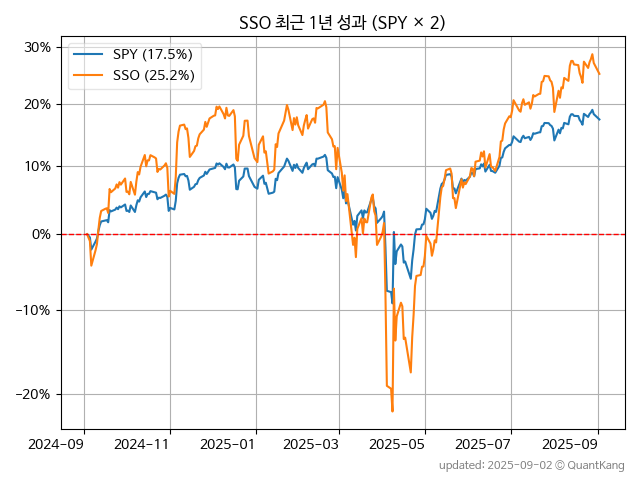 SSO 최근 1년 성과 (SPY × 2)
SPY (17.5%)
SSO (25.2%)
30%
20%
10%
0%
−10%
−20%
2024-09 2024-11 2025-01 2025-03 2025-05 2025-07 2025-09
updated: 2025-09-02 © QuantKang